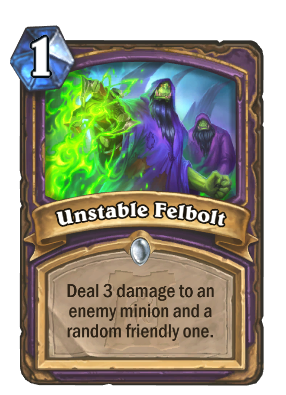 1
Unstable Felbolt
Deal 3 damage to an
enemy minion and a
random friendly one.